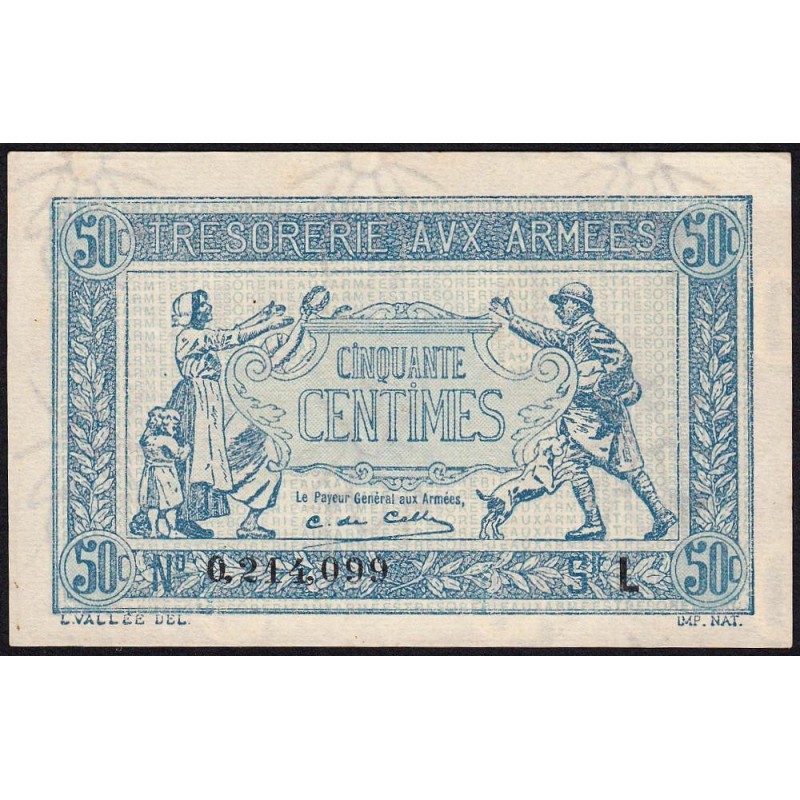 50c TRESORERIE AVX ARMEES 50c
CINQUANTE
CENTIMES
Le Payeur Général aux Armées,
50c No 0,214,099 Sie L 50c
L.VALLÉE DEL. IMP. NAT.